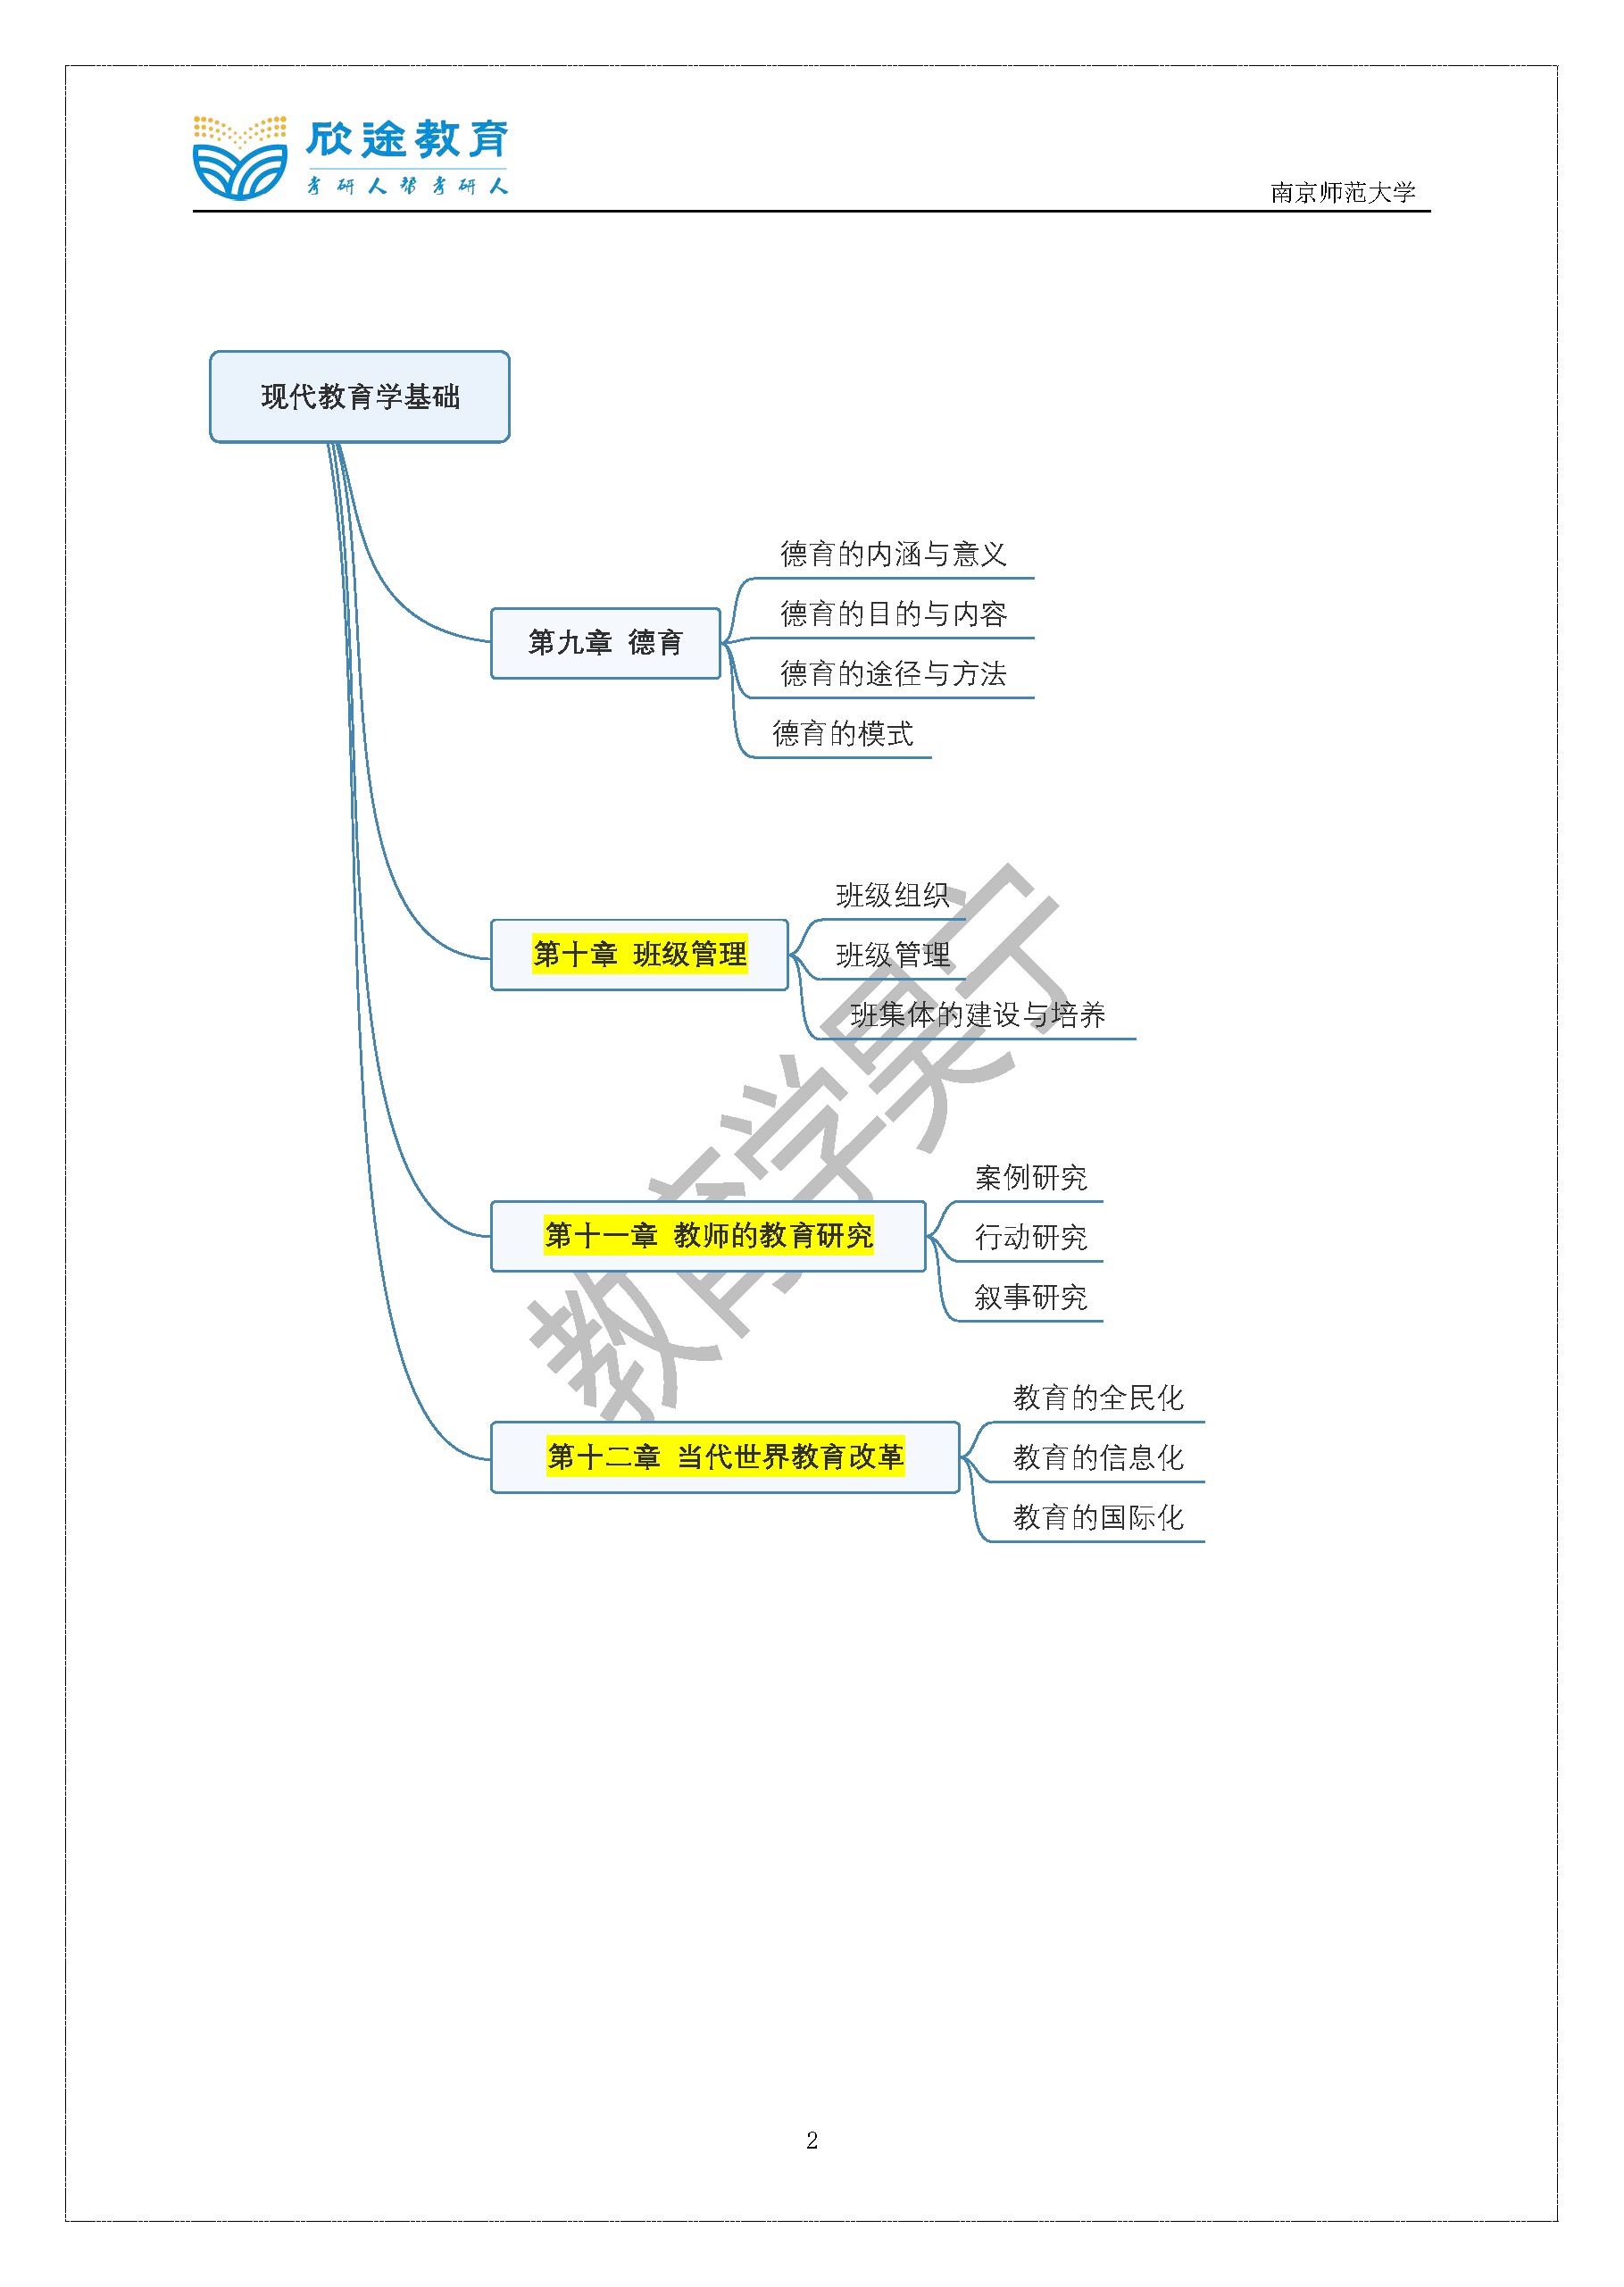 欣途教育
考研人帮考研人
南京师范大学
现代教育学基础
德育的内涵与意义
德育的目的与内容
第九章 德育
德育的途径与方法
德育的模式
班级组织
第十章 班级管理
班级管理
班集体的建设与培养
案例研究
第十一章 教师的教育研究
行动研究
叙事研究
教育的全民化
第十二章 当代世界教育改革
教育的信息化
教育的国际化
教育学昊宁
2